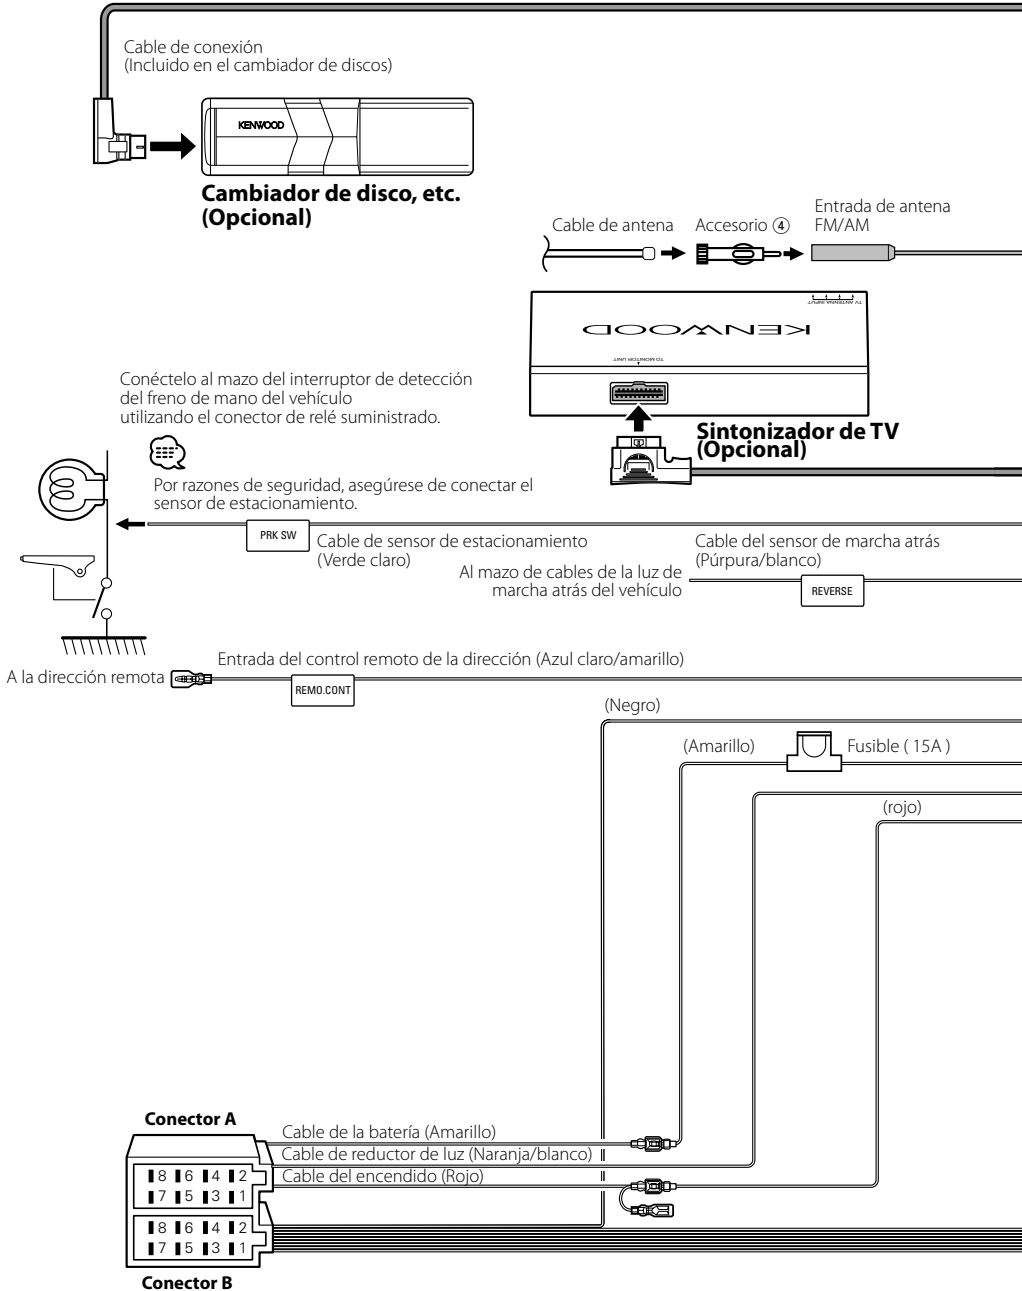 Cable de conexión
(Incluido en el cambiador de discos)
KENWOOD
Cambiador de disco, etc.
(Opcional)
Cable de antena
Accesorio ④
Entrada de antena
FM/AM
TV ANTENNA INPUT
KENWOOD
TO MONITOR UNIT
Sintonizador de TV
(Opcional)
Conéctelo al mazo del interruptor de detección
del freno de mano del vehículo
utilizando el conector de relé suministrado.
Por razones de seguridad, asegúrese de conectar el
sensor de estacionamiento.
PRK SW
Cable de sensor de estacionamiento
(Verde claro)
Cable del sensor de marcha atrás
(Púrpura/blanco)
Al mazo de cables de la luz de
marcha atrás del vehículo
REVERSE
Entrada del control remoto de la dirección (Azul claro/amarillo)
A la dirección remota
REMO.CONT
(Negro)
(Amarillo)
Fusible ( 15A )
(rojo)
Conector A
Cable de la batería (Amarillo)
Cable de reductor de luz (Naranja/blanco)
Cable del encendido (Rojo)
8 6 4 2
7 5 3 1
8 6 4 2
7 5 3 1
Conector B